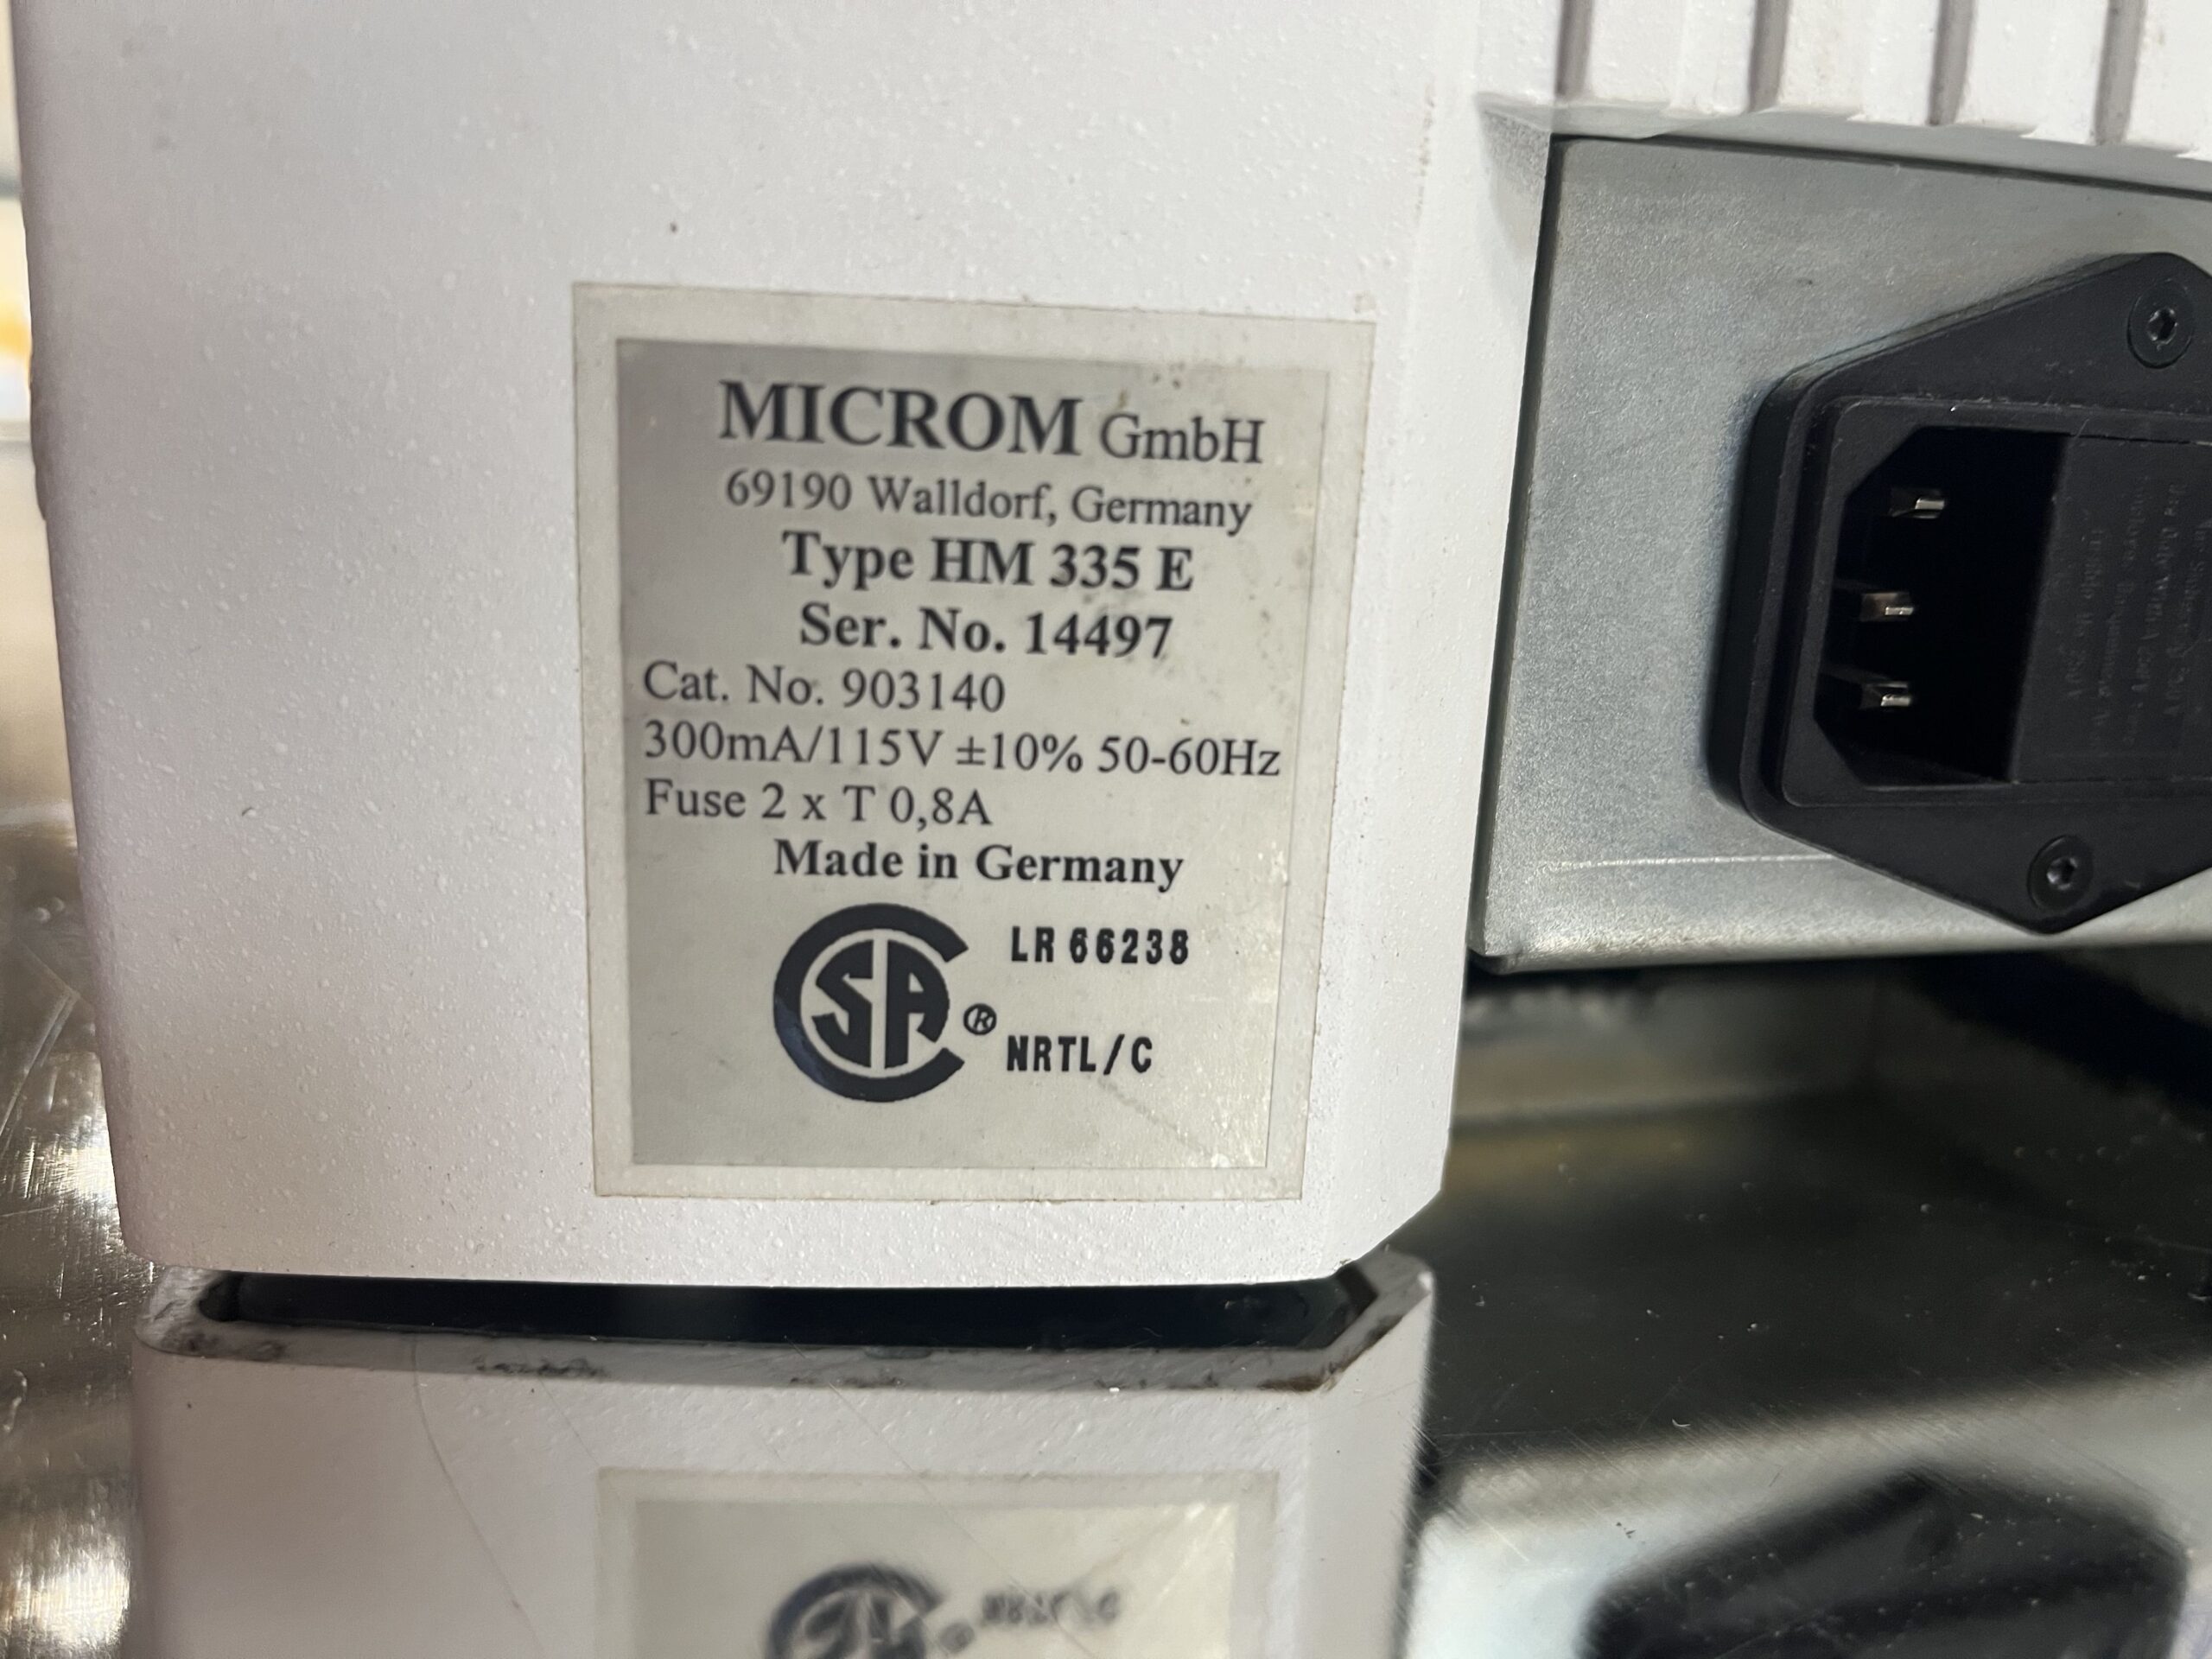 MICROM GmbH
69190 Walldorf, Germany
Type HM 335 E
Ser. No. 14497
Cat. No. 903140
300mA/115V ±10% 50-60Hz
Fuse 2 x T 0,8A
Made in Germany
CSA ® LR 66238
NRTL/C